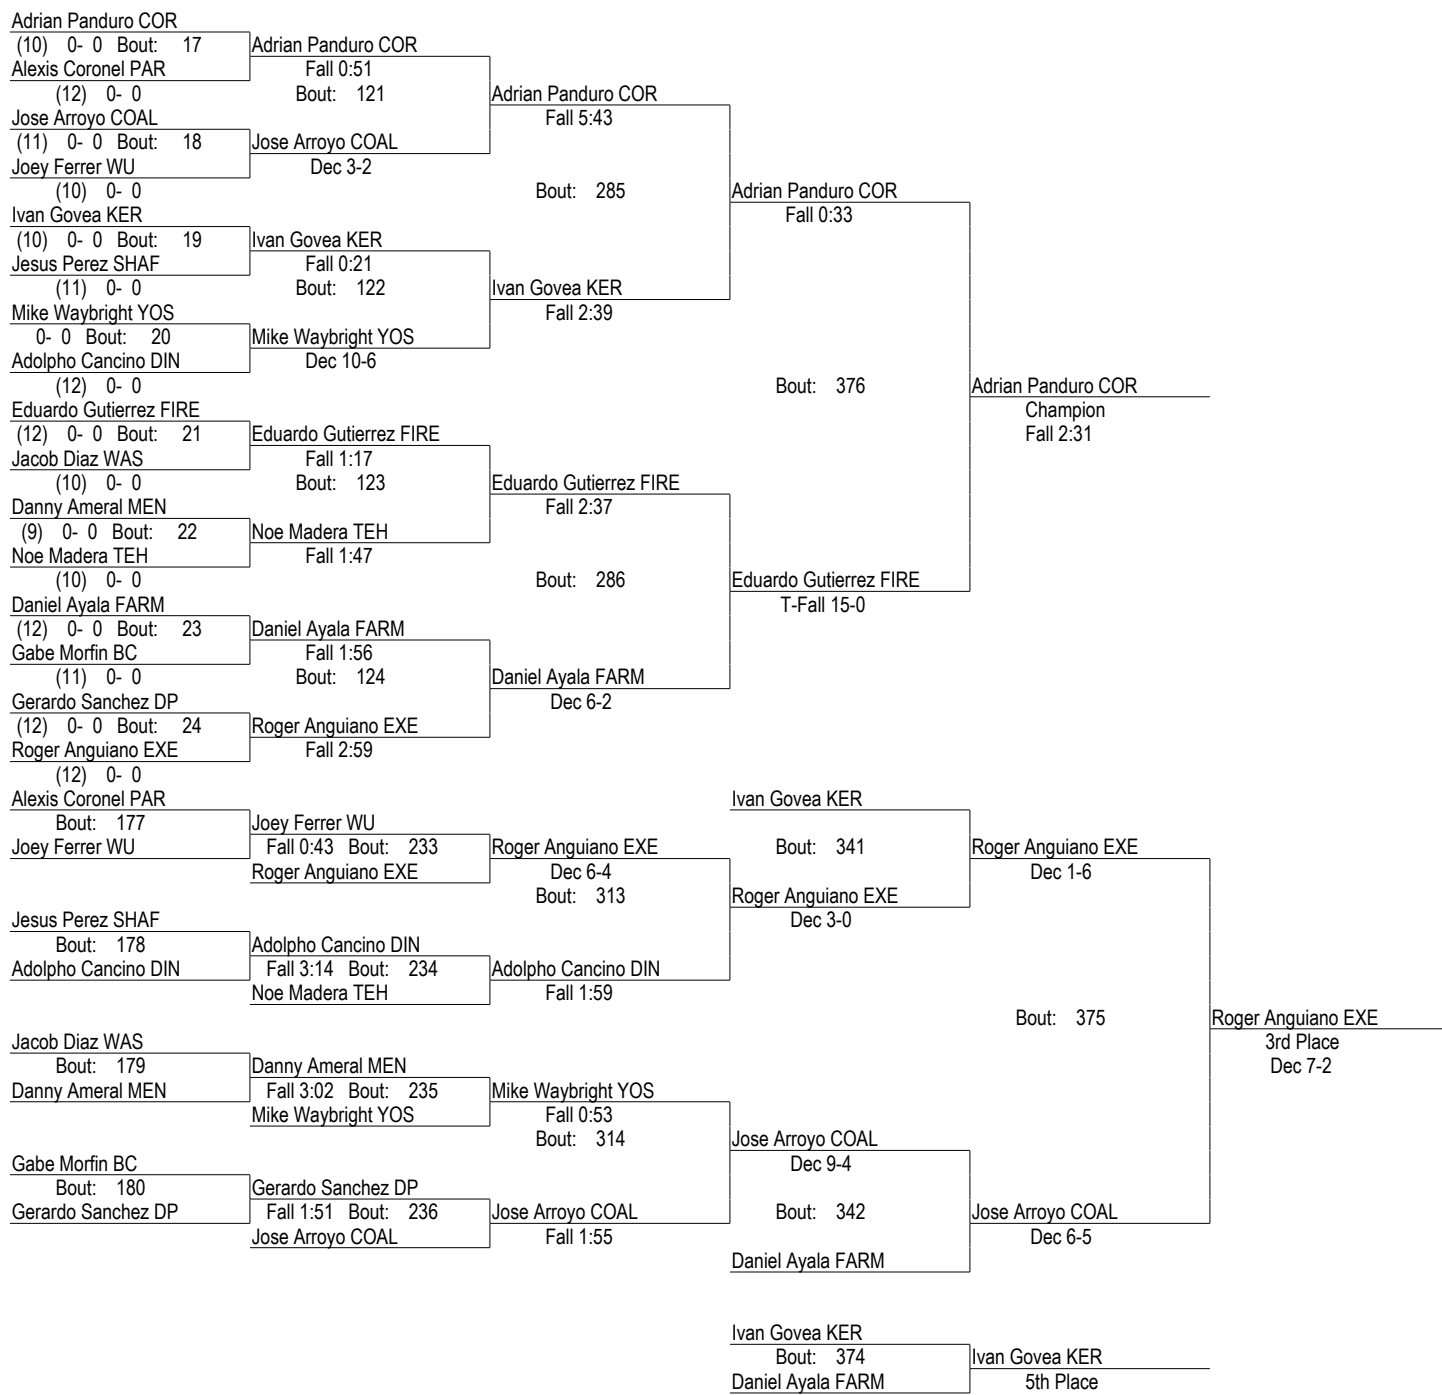 Adrian Panduro COR
(10) 0- 0 Bout: 17 Adrian Panduro COR
Alexis Coronel PAR Fall 0:51
(12) 0- 0 Bout: 121 Adrian Panduro COR
Jose Arroyo COAL Fall 5:43
(11) 0- 0 Bout: 18 Jose Arroyo COAL
Joey Ferrer WU Dec 3-2
(10) 0- 0 Bout: 285 Adrian Panduro COR
Ivan Govea KER Fall 0:33
(10) 0- 0 Bout: 19 Ivan Govea KER
Jesus Perez SHAF Fall 0:21
(11) 0- 0 Bout: 122 Ivan Govea KER
Mike Waybright YOS Fall 2:39
0- 0 Bout: 20 Mike Waybright YOS
Adolpho Cancino DIN Dec 10-6
(12) 0- 0 Bout: 376 Adrian Panduro COR
Eduardo Gutierrez FIRE Champion
(12) 0- 0 Bout: 21 Eduardo Gutierrez FIRE Fall 2:31
Jacob Diaz WAS Fall 1:17
(10) 0- 0 Bout: 123 Eduardo Gutierrez FIRE
Danny Ameral MEN Fall 2:37
(9) 0- 0 Bout: 22 Noe Madera TEH
Noe Madera TEH Fall 1:47
(10) 0- 0 Bout: 286 Eduardo Gutierrez FIRE
Daniel Ayala FARM T-Fall 15-0
(12) 0- 0 Bout: 23 Daniel Ayala FARM
Gabe Morfin BC Fall 1:56
(11) 0- 0 Bout: 124 Daniel Ayala FARM
Gerardo Sanchez DP Dec 6-2
(12) 0- 0 Bout: 24 Roger Anguiano EXE
Roger Anguiano EXE Fall 2:59
(12) 0- 0
Alexis Coronel PAR Ivan Govea KER
Bout: 177 Joey Ferrer WU
Joey Ferrer WU Fall 0:43 Bout: 233 Roger Anguiano EXE Bout: 341 Roger Anguiano EXE
Roger Anguiano EXE Dec 6-4 Dec 1-6
Bout: 313 Roger Anguiano EXE
Jesus Perez SHAF Dec 3-0
Bout: 178 Adolpho Cancino DIN
Adolpho Cancino DIN Fall 3:14 Bout: 234 Adolpho Cancino DIN
Noe Madera TEH Fall 1:59
Bout: 375 Roger Anguiano EXE
Jacob Diaz WAS 3rd Place
Bout: 179 Danny Ameral MEN Dec 7-2
Danny Ameral MEN Fall 3:02 Bout: 235 Mike Waybright YOS
Mike Waybright YOS Fall 0:53
Bout: 314 Jose Arroyo COAL
Gabe Morfin BC Dec 9-4
Bout: 180 Gerardo Sanchez DP
Gerardo Sanchez DP Fall 1:51 Bout: 236 Jose Arroyo COAL Bout: 342 Jose Arroyo COAL
Jose Arroyo COAL Fall 1:55 Dec 6-5
Daniel Ayala FARM
Ivan Govea KER
Bout: 374 Ivan Govea KER
Daniel Ayala FARM 5th Place